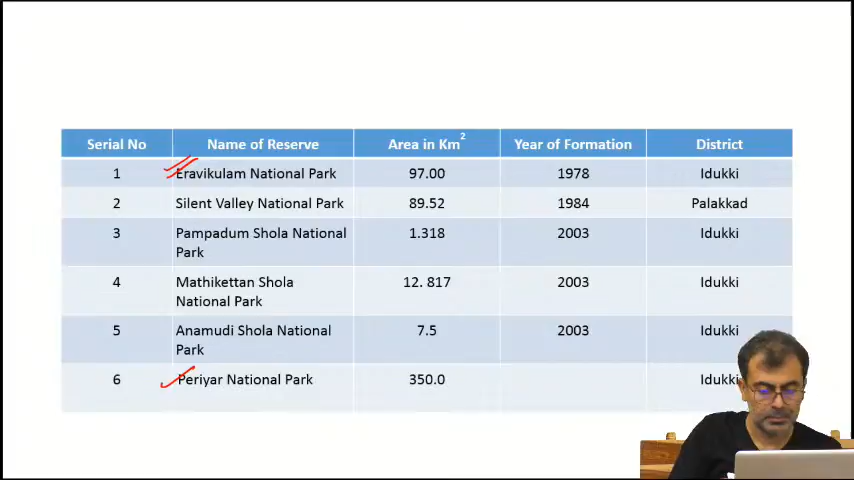 Serial No Name of Reserve Area in Km2 Year of Formation District
1 Eravikulam National Park 97.00 1978 Idukki
2 Silent Valley National Park 89.52 1984 Palakkad
3 Pampadum Shola National 1.318 2003 Idukki
Park
4 Mathikettan Shola 12. 817 2003 Idukki
National Park
5 Anamudi Shola National 7.5 2003 Idukki
Park
6 Periyar National Park 350.0 Idukki